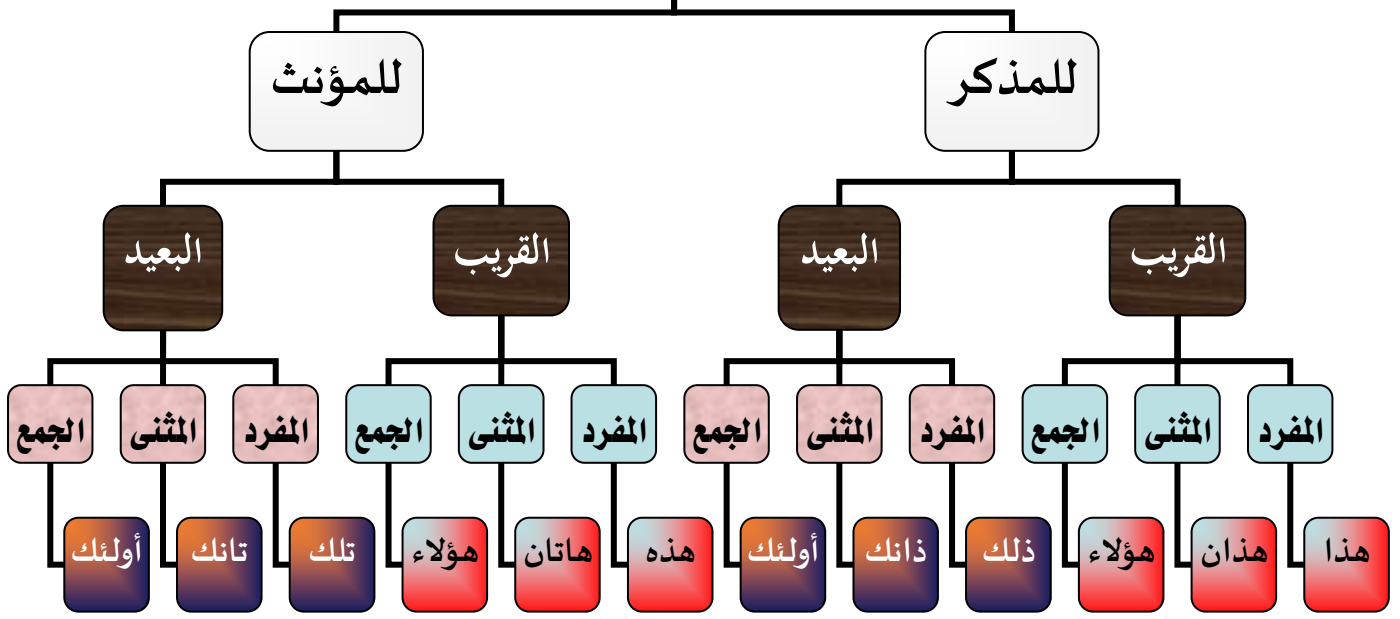 للمذكر
للمؤنث
القريب
البعيد
القريب
البعيد
المفرد
المثنى
الجمع
المفرد
المثنى
الجمع
المفرد
المثنى
الجمع
المفرد
المثنى
الجمع
هذا
هذان
هؤلاء
ذلك
ذانك
أولئك
هذه
هاتان
هؤلاء
تلك
تانك
أولئك